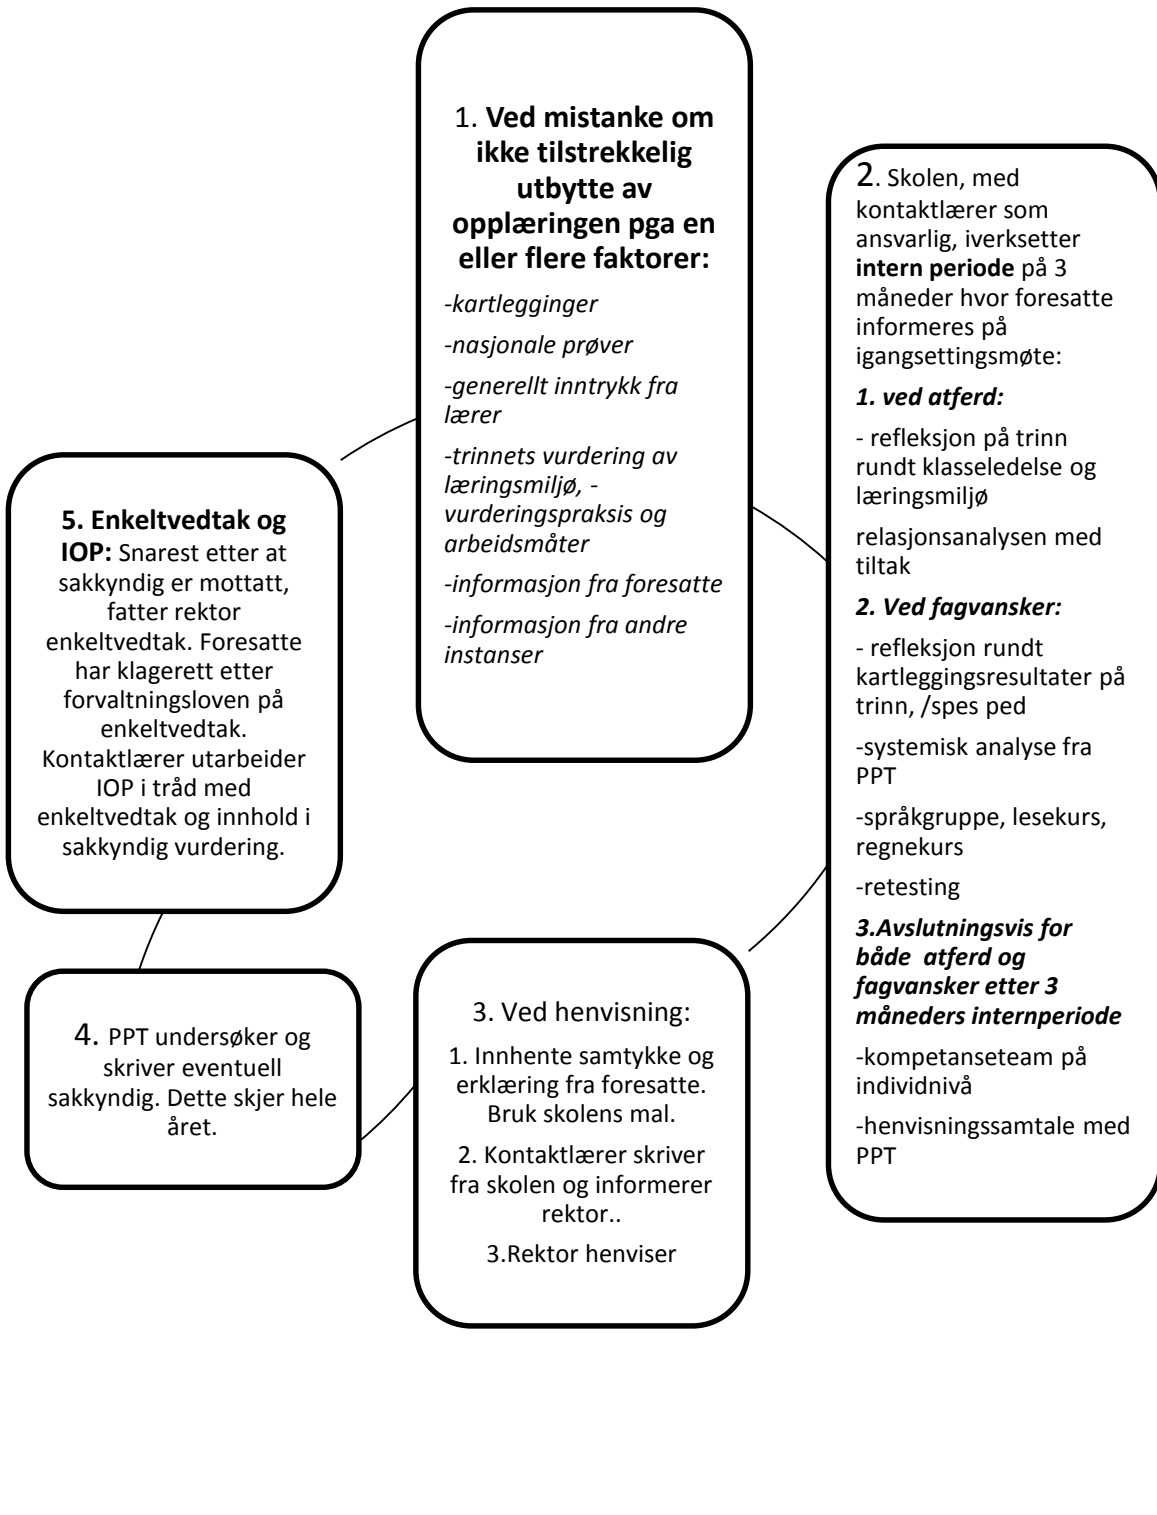 1. Ved mistanke om
ikke tilstrekkelig
utbytte av
opplæringen pga en
eller flere faktorer:
-kartlegginger
-nasjonale prøver
-generellt inntrykk fra
lærer
-trinnets vurdering av
læringsmiljø, -
vurderingspraksis og
arbeidsmåter
-informasjon fra foresatte
-informasjon fra andre
instanser
2. Skolen, med
kontaktlærer som
ansvarlig, iverksetter
intern periode på 3
måneder hvor foresatte
informeres på
igangsettingsmøte:
1. ved atferd:
- refleksjon på trinn
rundt klasseledelse og
læringsmiljø
relasjonsanalysen med
tiltak
2. Ved fagvansker:
- refleksjon rundt
kartleggingsresultater på
trinn, /spes ped
-systemisk analyse fra
PPT
-språkgruppe, lesekurs,
regnekurs
-retesting
3.Avslutningsvis for
både  atferd og
fagvansker etter 3
måneders internperiode
-kompetanseteam på
individnivå
-henvisningssamtale med
PPT
3. Ved henvisning:
1. Innhente samtykke og
erklæring fra foresatte.
Bruk skolens mal.
2. Kontaktlærer skriver
fra skolen og informerer
rektor..
3.Rektor henviser
4. PPT undersøker og
skriver eventuell
sakkyndig. Dette skjer hele
året.
5. Enkeltvedtak og
IOP: Snarest etter at
sakkyndig er mottatt,
fatter rektor
enkeltvedtak. Foresatte
har klagerett etter
forvaltningsloven på
enkeltvedtak.
Kontaktlærer utarbeider
IOP i tråd med
enkeltvedtak og innhold i
sakkyndig vurdering.